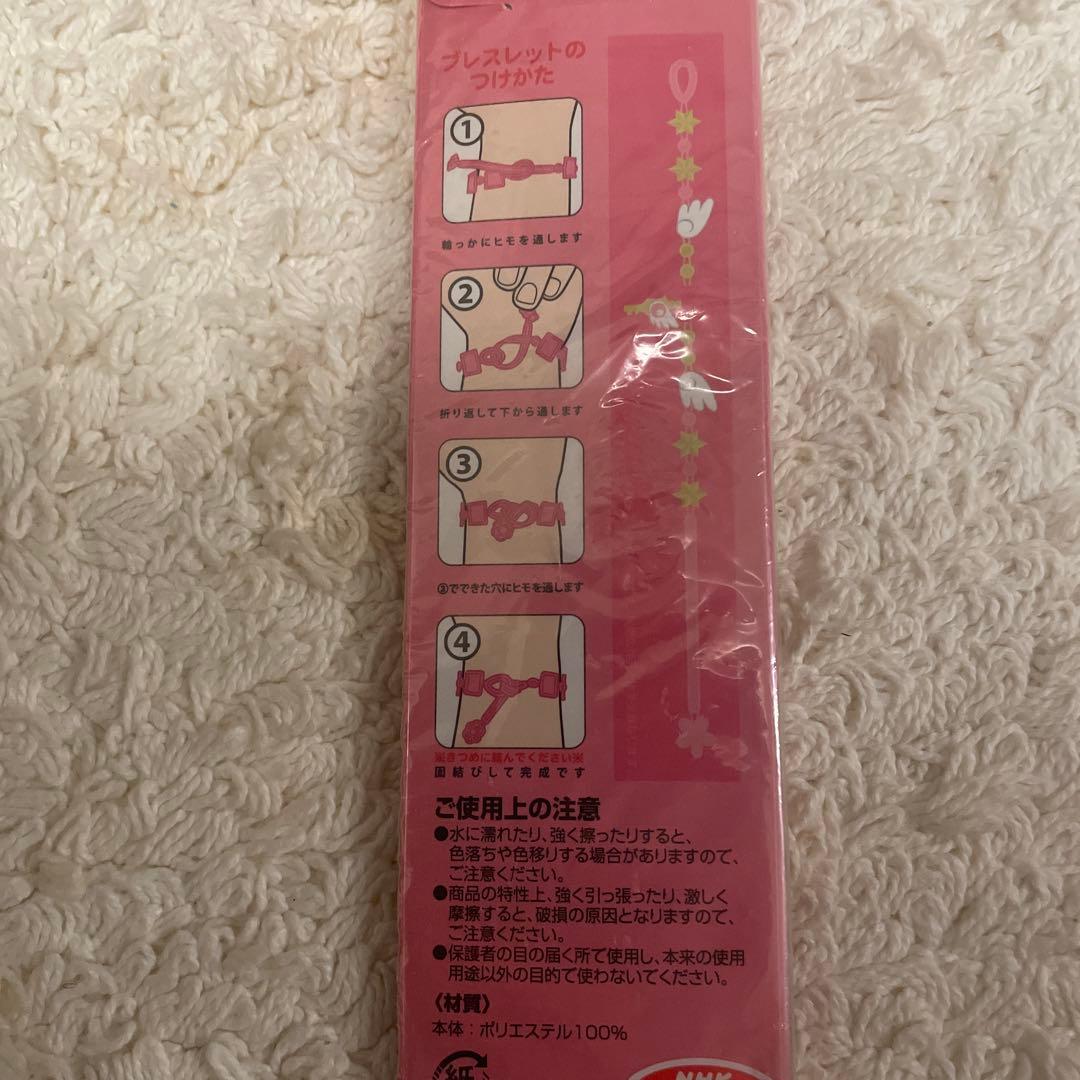 ブレスレットの
つけかた
①
輪っかにヒモを通します
②
折り返して下から通します
③
②でできた穴にヒモを通します
④
※きつめに結んでください※
固結びして完成です
ご使用上の注意
●水に濡れたり、強く擦ったりすると、
色落ちや色移りする場合がありますので、
ご注意ください。
●商品の特性上、強く引っ張ったり、激しく
摩擦すると、破損の原因となりますので、
ご注意ください。
●保護者の目の届く所で使用し、本来の使用
用途以外の目的で使わないでください。
〈材質〉
本体：ポリエステル100%
紙
NHK